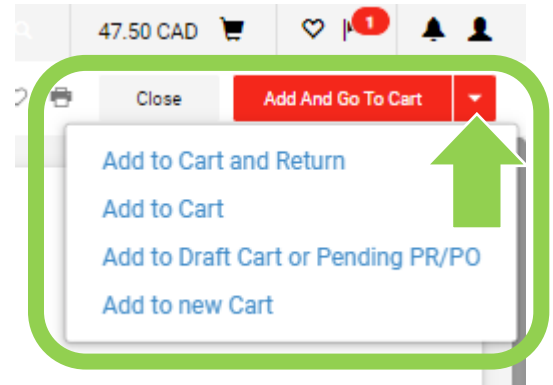 47.50 CAD 1
Close Add And Go To Cart
Add to Cart and Return
Add to Cart
Add to Draft Cart or Pending PR/PO
Add to new Cart